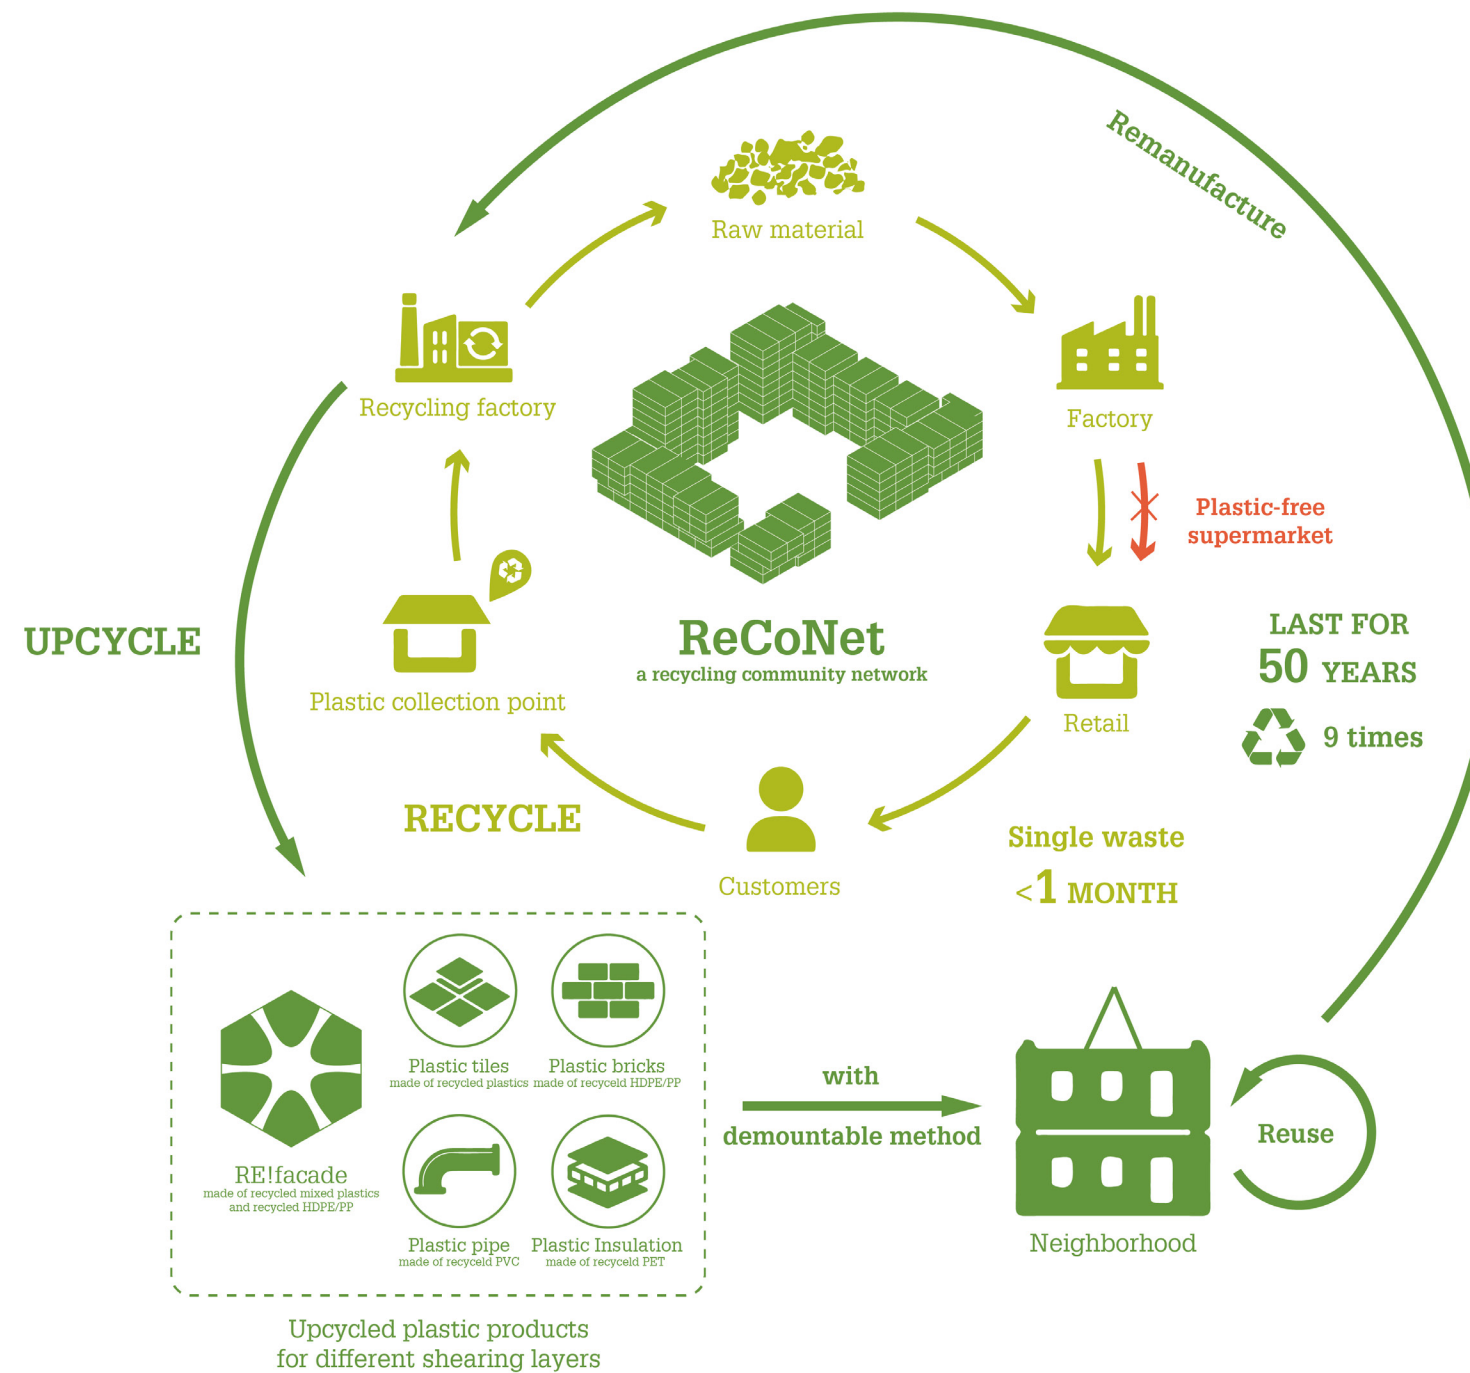 Remanufacture
Raw material
Recycling factory
Factory
Plastic-free
supermarket
UPCYCLE
ReCoNet
a recycling community network
LAST FOR
50 YEARS
9 times
Plastic collection point
Retail
RECYCLE
Customers
Single waste
<1 MONTH
Plastic tiles
made of recycled plastics
Plastic bricks
made of recyceld HDPE/PP
RE!facade
made of recycled mixed plastics
and recycled HDPE/PP
Plastic pipe
made of recyceld PVC
Plastic Insulation
made of recyceld PET
with
demountable method
Reuse
Neighborhood
Upcycled plastic products
for different shearing layers